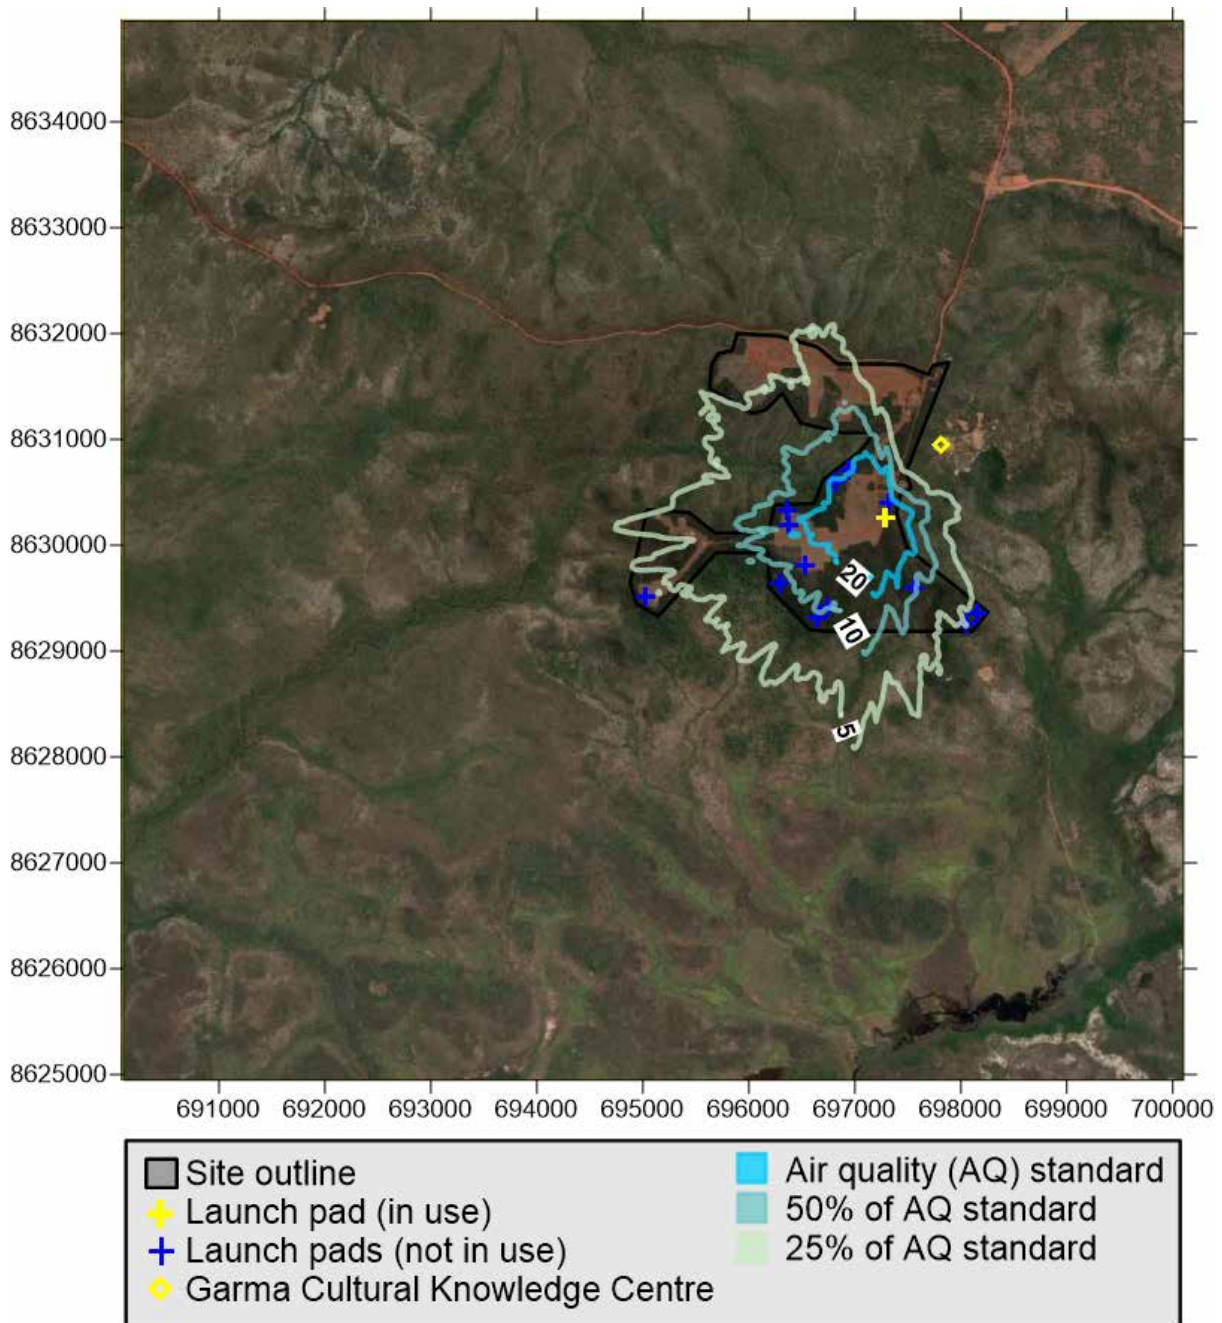 8634000
8633000
8632000
8631000
8630000
8629000
8628000
8627000
8626000
8625000
20
10
5
691000 692000 693000 694000 695000 696000 697000 698000 699000 700000
Site outline
Launch pad (in use)
Launch pads (not in use)
Garma Cultural Knowledge Centre
Air quality (AQ) standard
50% of AQ standard
25% of AQ standard